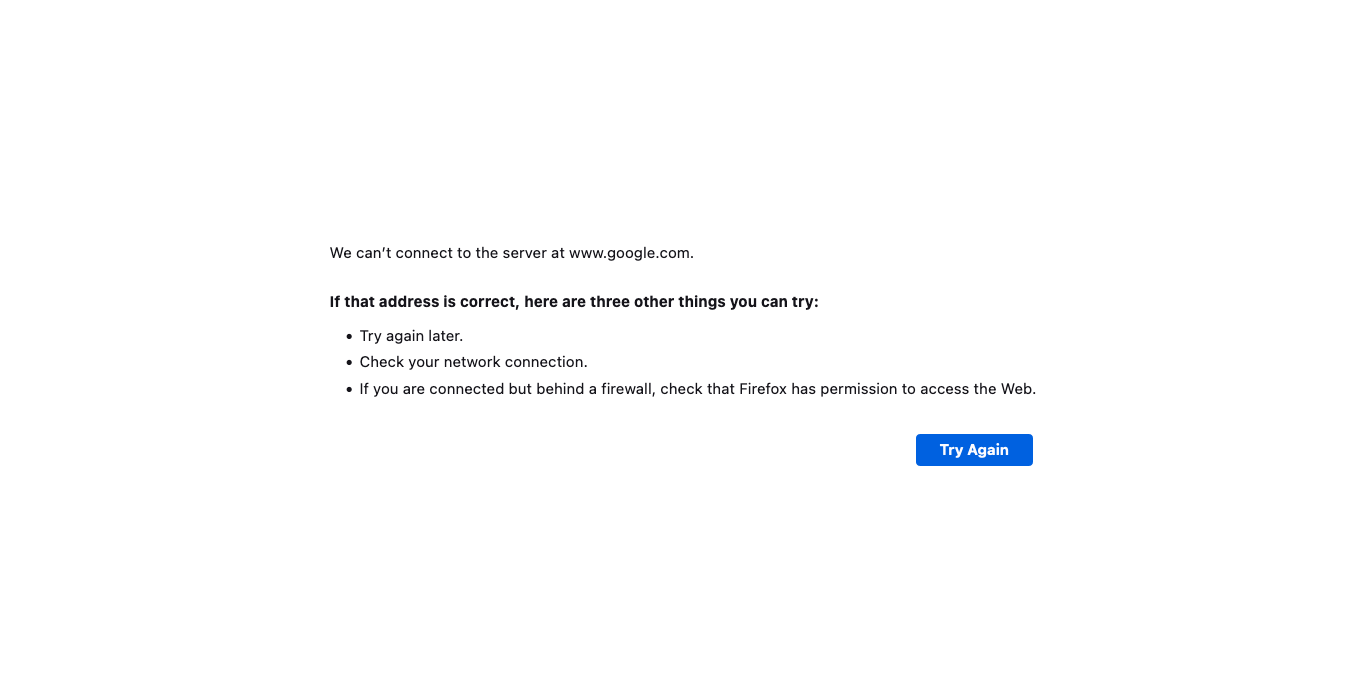 We can’t connect to the server at www.google.com.
If that address is correct, here are three other things you can try:
• Try again later.
• Check your network connection.
• If you are connected but behind a firewall, check that Firefox has permission to access the Web.
Try Again